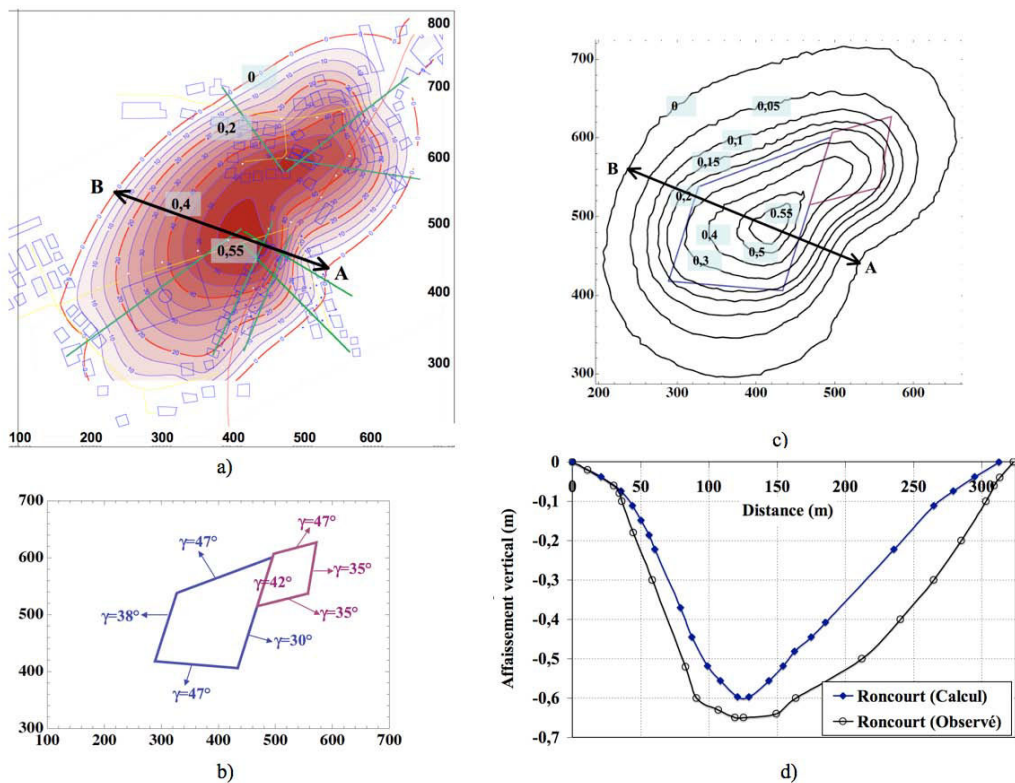 800
700
600
500
400
300
100 200 300 400 500 600
0
0,2
0,4
0,55
B
A
a)
700
600
500
400
300
200 300 400 500 600
0
0,05
0,1
0,15
0,2
0,55
0,4
0,5
0,3
B
A
c)
700
600
500
400
300
100 200 300 400 500 600 700
γ=47°
γ=47°
γ=42°
γ=35°
γ=38°
γ=35°
γ=30°
γ=47°
b)
0
-0,1
-0,2
-0,3
-0,4
-0,5
-0,6
-0,7
0 50 100 150 200 250 300
Distance (m)
Affaissement vertical (m)
Roncourt (Calcul)
Roncourt (Observé)
d)